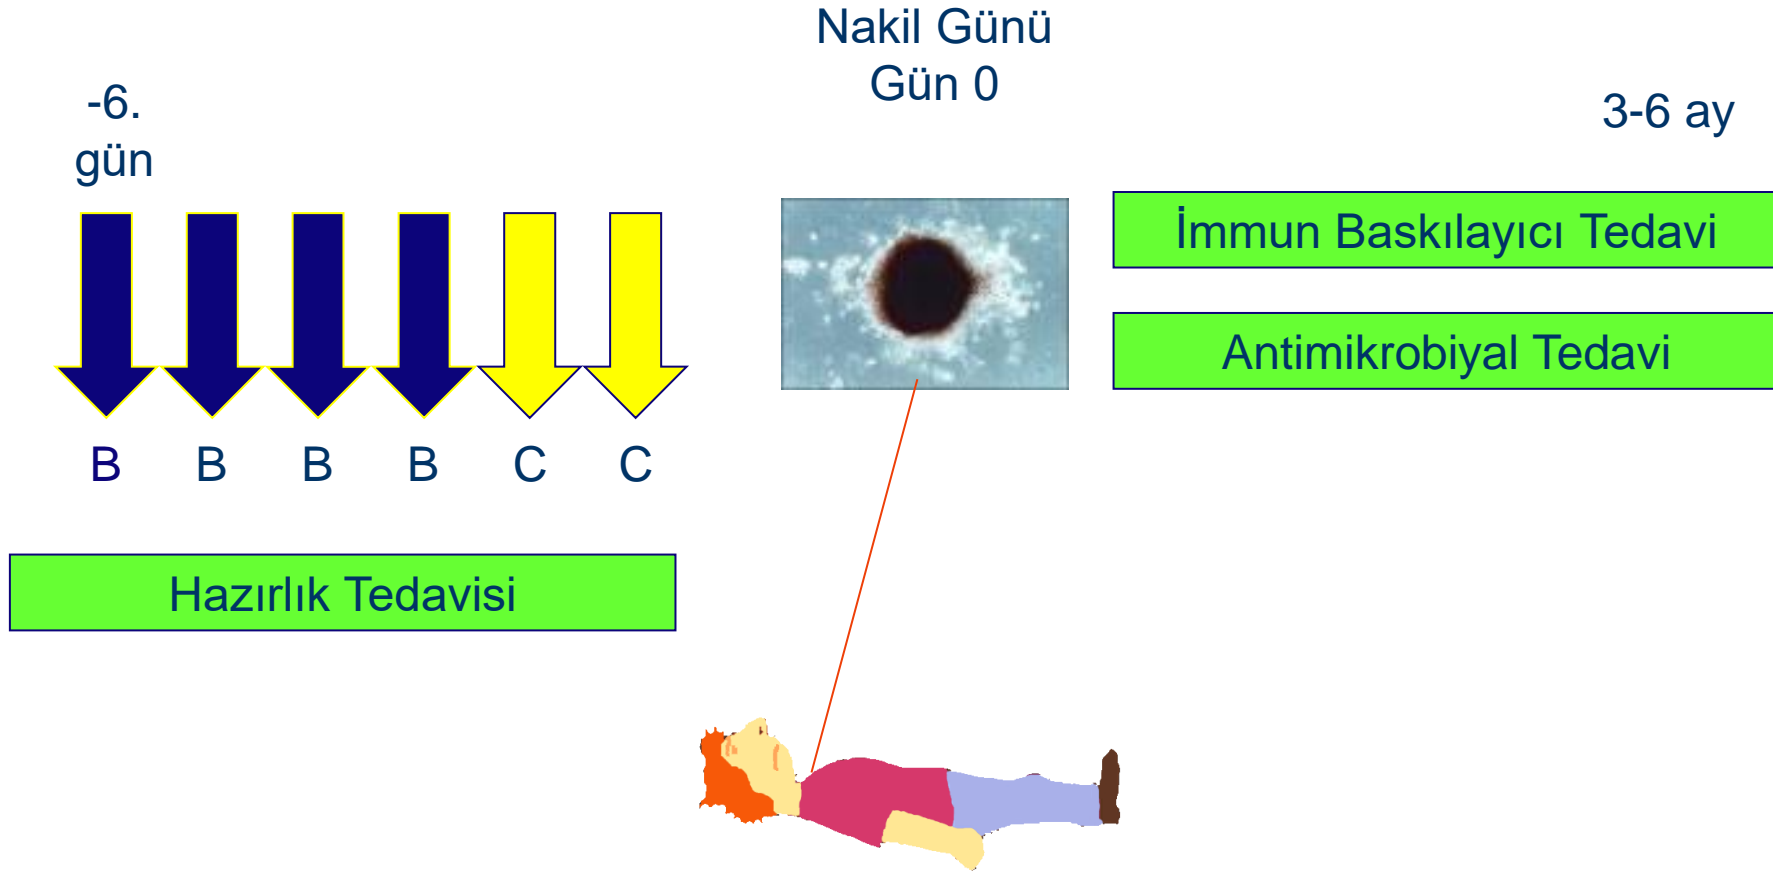 Nakil Günü
Gün 0
-6.
gün
3-6 ay
İmmun Baskılayıcı Tedavi
Antimikrobiyal Tedavi
B B B B C C
Hazırlık Tedavisi